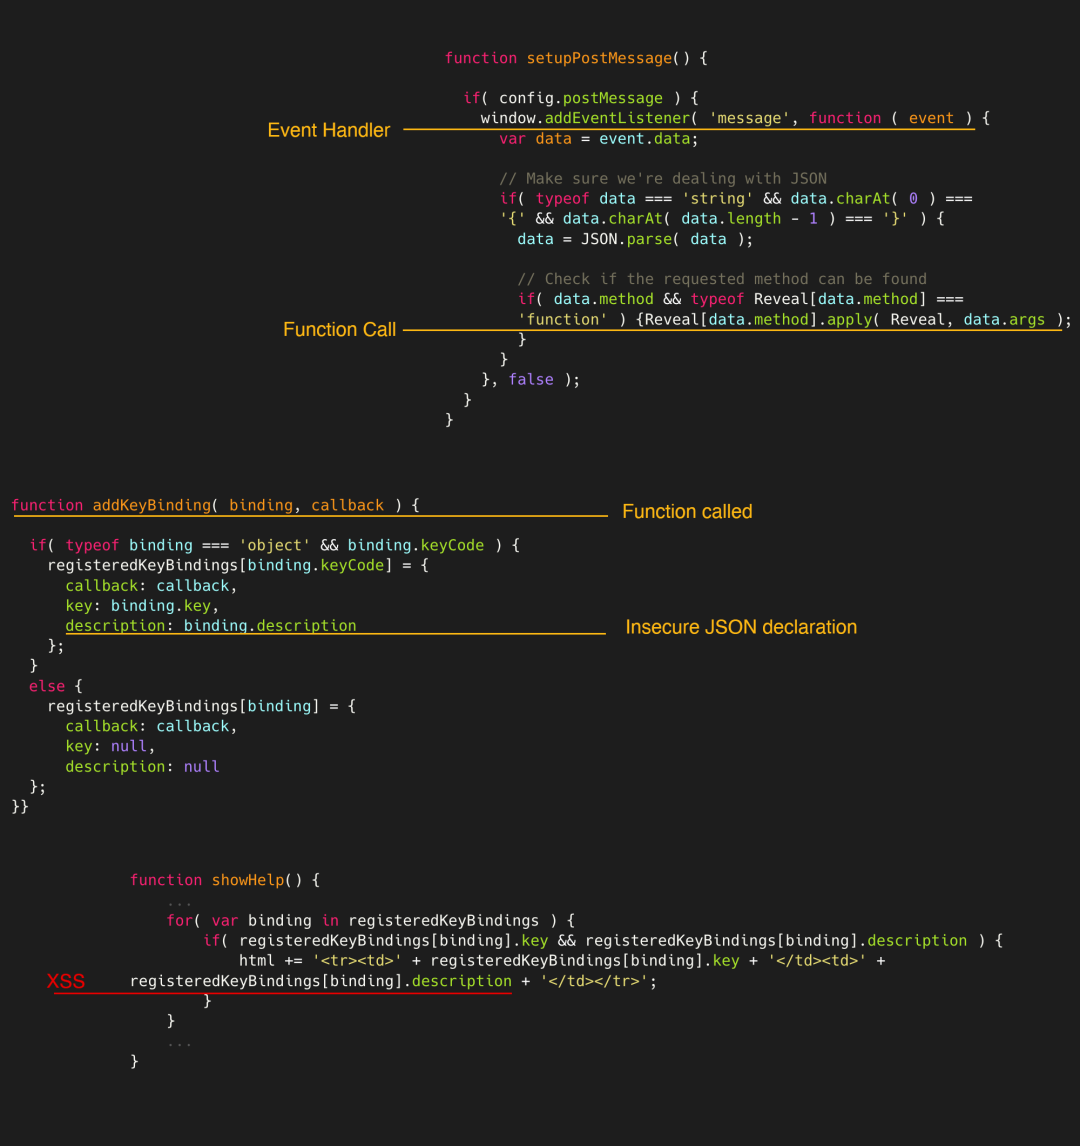 function setupPostMessage() {
if( config.postMessage ) {
window.addEventListener( 'message', function ( event ) {
Event Handler
var data = event.data;
// Make sure we're dealing with JSON
if( typeof data === 'string' && data.charAt( 0 ) ===
'{' && data.charAt( data.length - 1 ) === '}' ) {
data = JSON.parse( data );
// Check if the requested method can be found
if( data.method && typeof Reveal[data.method] ===
'function' ) {Reveal[data.method].apply( Reveal, data.args );
Function Call
}
}
}, false );
}
}
function addKeyBinding( binding, callback ) {
Function called
if( typeof binding === 'object' && binding.keyCode ) {
registeredKeyBindings[binding.keyCode] = {
callback: callback,
key: binding.key,
description: binding.description
Insecure JSON declaration
};
}
else {
registeredKeyBindings[binding] = {
callback: callback,
key: null,
description: null
};
}}
function showHelp() {
...
for( var binding in registeredKeyBindings ) {
if( registeredKeyBindings[binding].key && registeredKeyBindings[binding].description ) {
html += '<tr><td>' + registeredKeyBindings[binding].key + '</td><td>' +
XSS
registeredKeyBindings[binding].description + '</td></tr>';
}
}
...
}